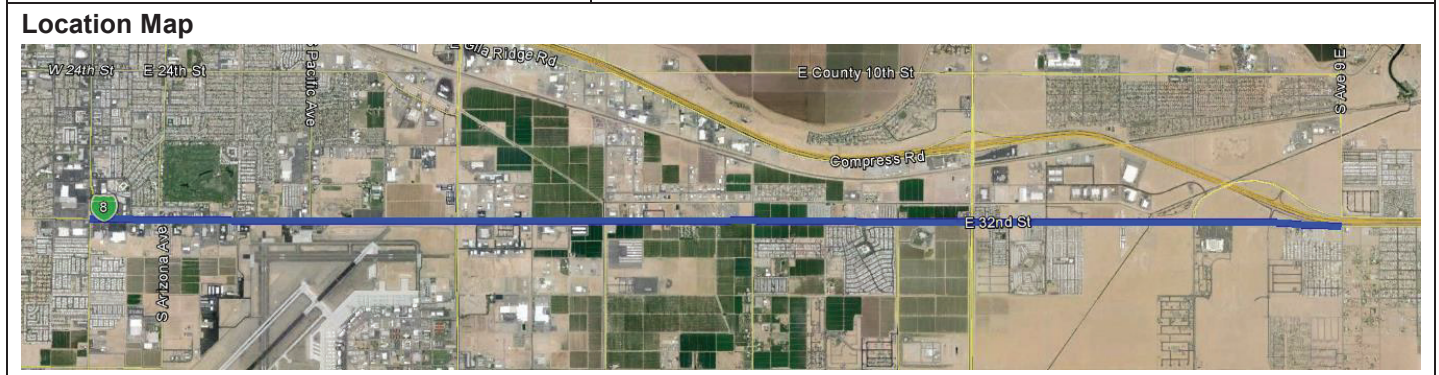 Location Map
E Gila Ridge Rd
W 24th St
E 24th St
S Pacific Ave
E County 10th St
S Ave 9 E
Compress Rd
8
E 32nd St
S Arizona Ave